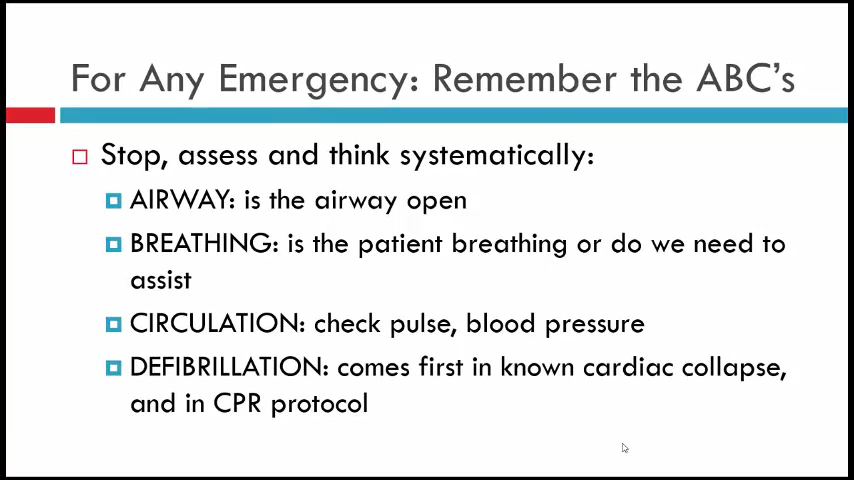 For Any Emergency: Remember the ABC’s
Stop, assess and think systematically:
AIRWAY: is the airway open
BREATHING: is the patient breathing or do we need to
assist
CIRCULATION: check pulse, blood pressure
DEFIBRILLATION: comes first in known cardiac collapse,
and in CPR protocol